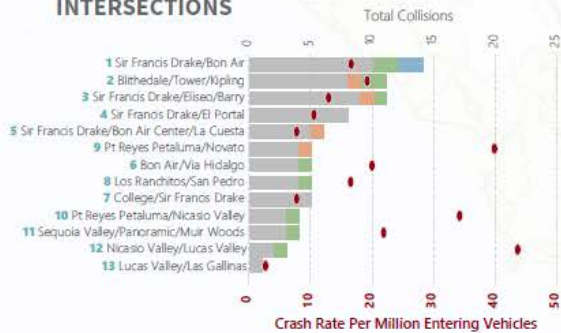 INTERSECTIONS
Total Collisions
0 5 10 15 20 25
1 Sir Francis Drake/Bon Air
2 Blithedale/Tower/Kipling
3 Sir Francis Drake/Eliseo/Barry
4 Sir Francis Drake/El Portal
5 Sir Francis Drake/Bon Air Center/La Cuesta
9 Pt Reyes Petaluma/Novato
6 Bon Air/Via Hidalgo
8 Los Ranchitos/San Pedro
7 College/Sir Francis Drake
10 Pt Reyes Petaluma/Nicasio Valley
11 Sequoia Valley/Panoramic/Muir Woods
12 Nicasio Valley/Lucas Valley
13 Lucas Valley/Las Gallinas
0 10 20 30 40 50
Crash Rate Per Million Entering Vehicles